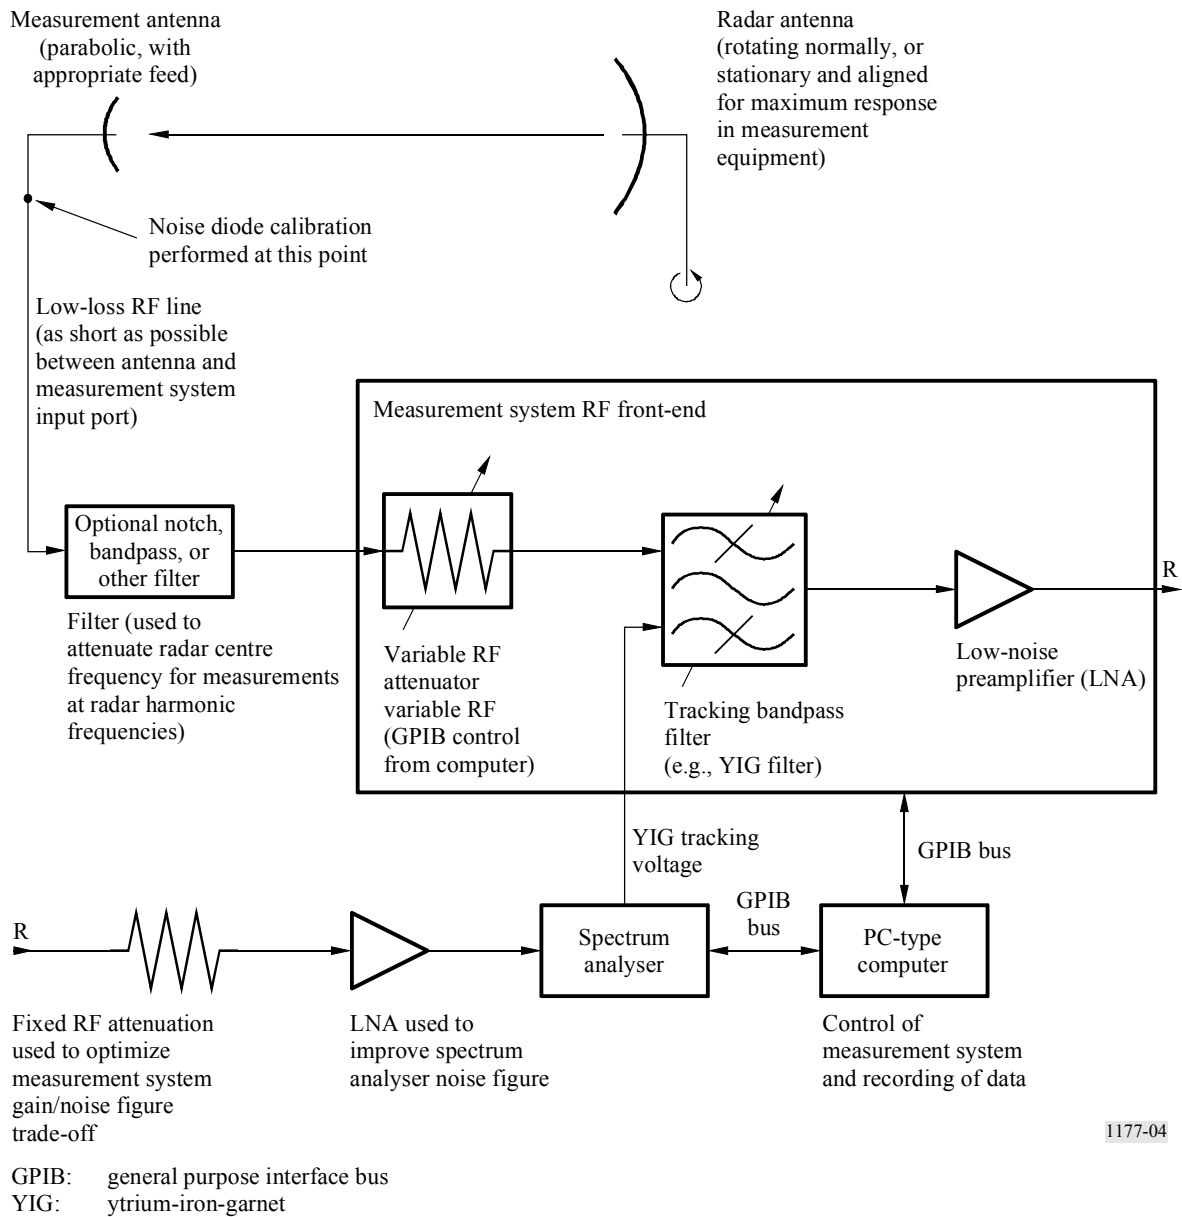 Measurement antenna
(parabolic, with
appropriate feed)
Radar antenna
(rotating normally, or
stationary and aligned
for maximum response
in measurement
equipment)
Noise diode calibration
performed at this point
Low-loss RF line
(as short as possible
between antenna and
measurement system
input port)
Measurement system RF front-end
Optional notch,
bandpass, or
other filter
Filter (used to
attenuate radar centre
frequency for measurements
at radar harmonic
frequencies)
Variable RF
attenuator
variable RF
(GPIB control
from computer)
Tracking bandpass
filter
(e.g., YIG filter)
Low-noise
preamplifier (LNA)
R
YIG tracking
voltage
GPIB bus
R
Spectrum
analyser
GPIB
bus
PC-type
computer
Fixed RF attenuation
used to optimize
measurement system
gain/noise figure
trade-off
LNA used to
improve spectrum
analyser noise figure
Control of
measurement system
and recording of data
1177-04
GPIB: general purpose interface bus
YIG: ytrium-iron-garnet